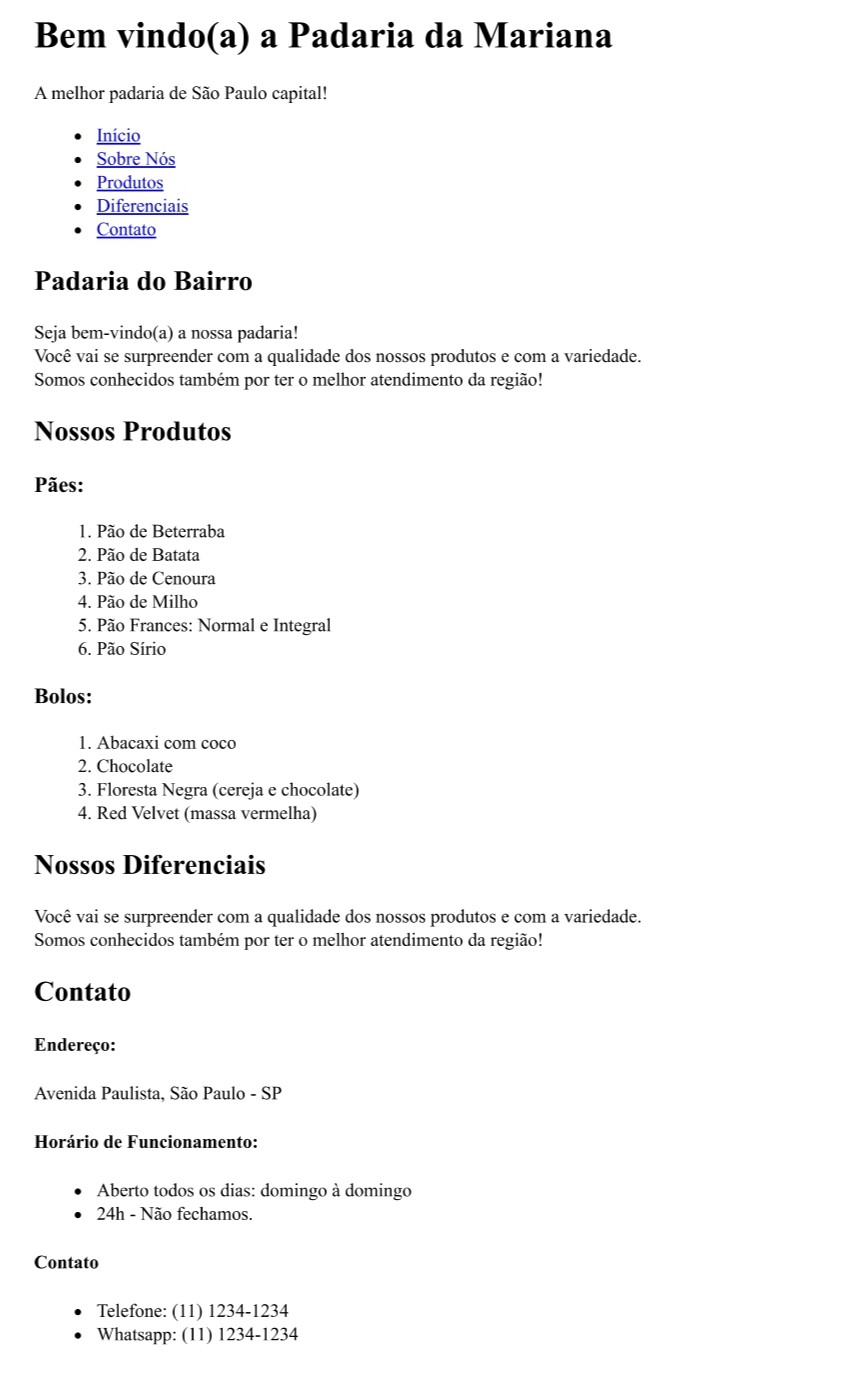 Bem vindo(a) a Padaria da Mariana
A melhor padaria de São Paulo capital!
• Início
• Sobre Nós
• Produtos
• Diferenciais
• Contato
Padaria do Bairro
Seja bem-vindo(a) a nossa padaria!
Você vai se surpreender com a qualidade dos nossos produtos e com a variedade.
Somos conhecidos também por ter o melhor atendimento da região!
Nossos Produtos
Pães:
1. Pão de Beterraba
2. Pão de Batata
3. Pão de Cenoura
4. Pão de Milho
5. Pão Frances: Normal e Integral
6. Pão Sírio
Bolos:
1. Abacaxi com coco
2. Chocolate
3. Floresta Negra (cereja e chocolate)
4. Red Velvet (massa vermelha)
Nossos Diferenciais
Você vai se surpreender com a qualidade dos nossos produtos e com a variedade.
Somos conhecidos também por ter o melhor atendimento da região!
Contato
Endereço:
Avenida Paulista, São Paulo - SP
Horário de Funcionamento:
• Aberto todos os dias: domingo à domingo
• 24h - Não fechamos.
Contato
• Telefone: (11) 1234-1234
• Whatsapp: (11) 1234-1234